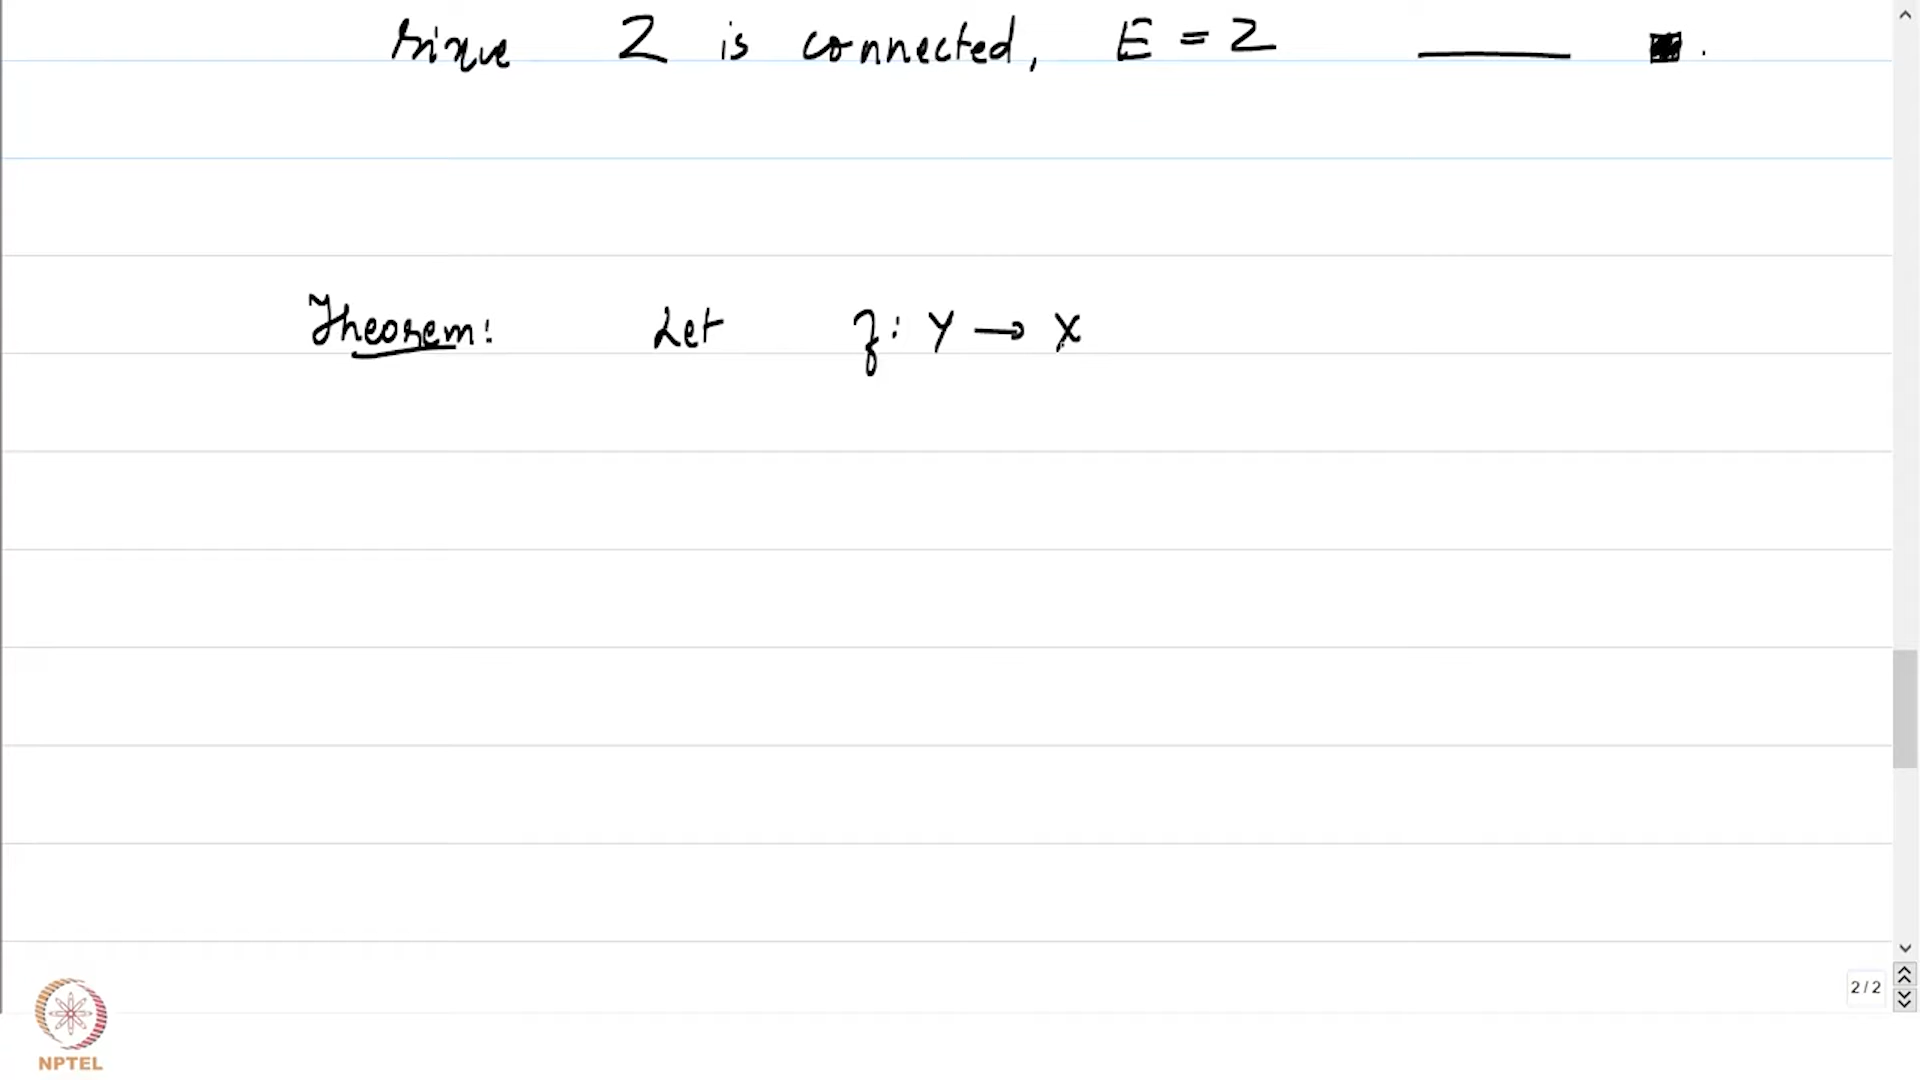 since Z is connected, E = Z ———— ■.
Theorem: Let f: Y → X
2 / 2
NPTEL